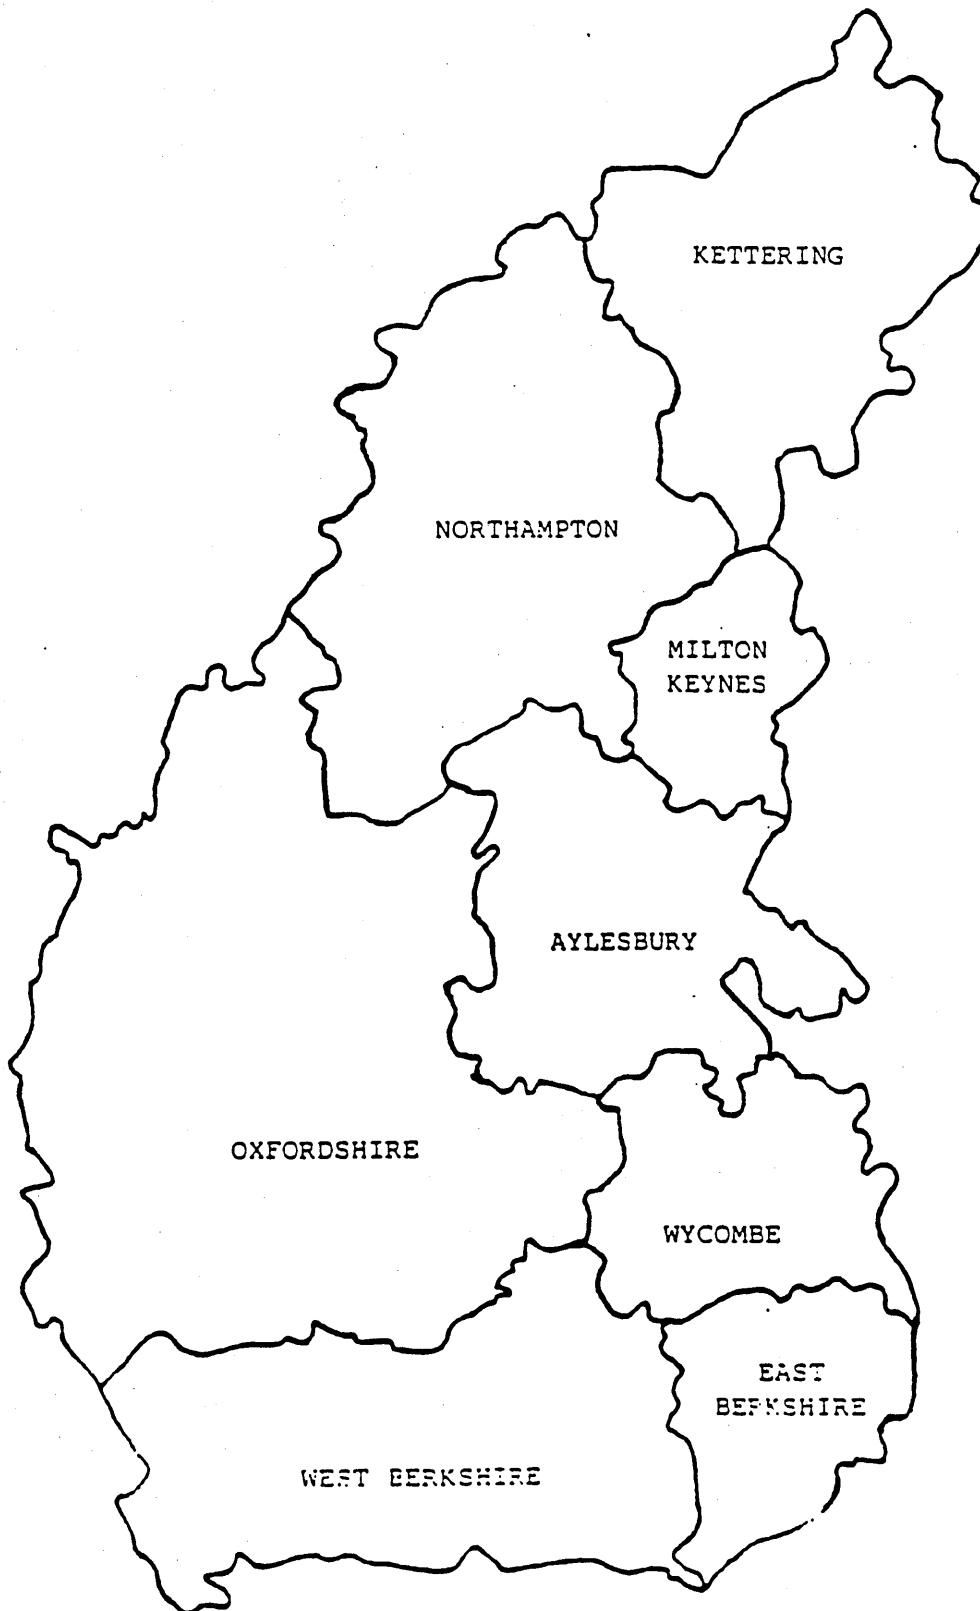 KETTERING
NORTHAMPTON
MILTON
KEYNES
AYLESBURY
OXFORDSHIRE
WYCOMBE
EAST
BERKSHIRE
WEST BERKSHIRE